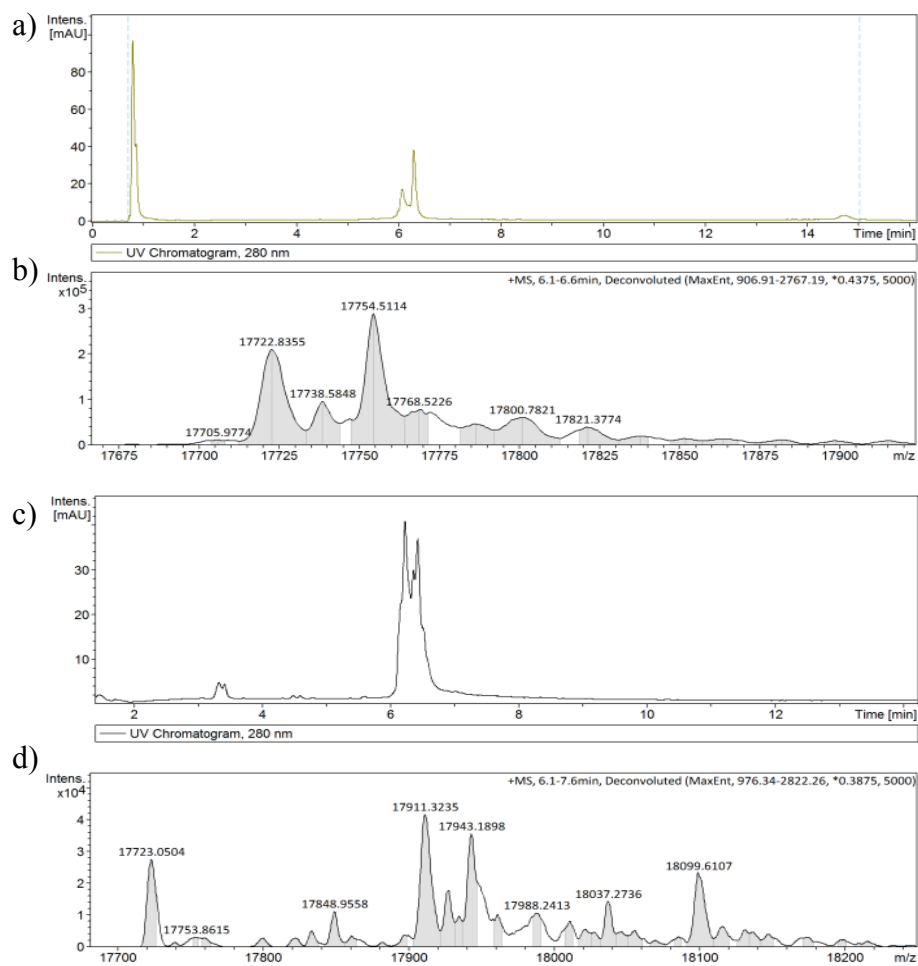 a)
Intens.
[mAU]
80
60
40
20
0
0 2 4 6 8 10 12 14 Time [min]
UV Chromatogram, 280 nm
b)
Intens.
x10⁵
+MS, 6.1-6.6min, Deconvoluted (MaxEnt, 906.91-2767.19, *0.4375, 5000)
3
2
1
0
17705.9774
17722.8355
17738.5848
17754.5114
17768.5226
17800.7821
17821.3774
17675 17700 17725 17750 17775 17800 17825 17850 17875 17900 m/z
c)
Intens.
[mAU]
30
20
10
2 4 6 8 10 12 Time [min]
UV Chromatogram, 280 nm
d)
Intens.
x10⁴
+MS, 6.1-7.6min, Deconvoluted (MaxEnt, 976.34-2822.26, *0.3875, 5000)
5
4
3
2
1
0
17723.0504
17753.8615
17848.9558
17911.3235
17943.1898
17988.2413
18037.2736
18099.6107
17700 17800 17900 18000 18100 18200 m/z